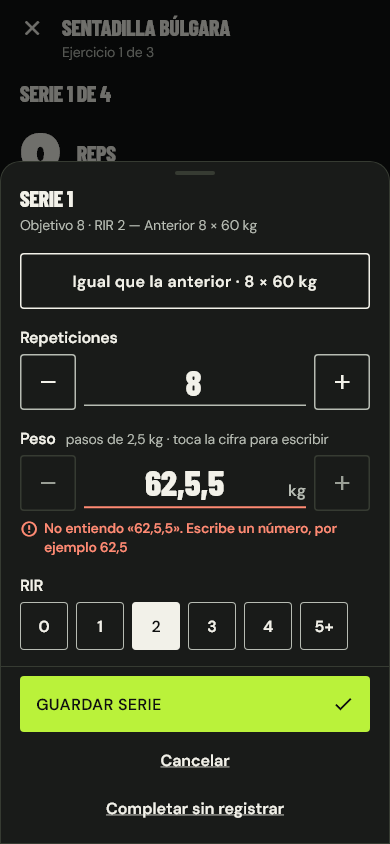 SENTADILLA BÚLGARA
Ejercicio 1 de 3
SERIE 1 DE 4
REPS
SERIE 1
Objetivo 8 · RIR 2 — Anterior 8 × 60 kg
Igual que la anterior · 8 × 60 kg
Repeticiones
− 8 +
Peso pasos de 2,5 kg · toca la cifra para escribir
− 62,5,5 kg +
No entiendo «62,5,5». Escribe un número, por
ejemplo 62,5
RIR
0 1 2 3 4 5+
GUARDAR SERIE
Cancelar
Completar sin registrar